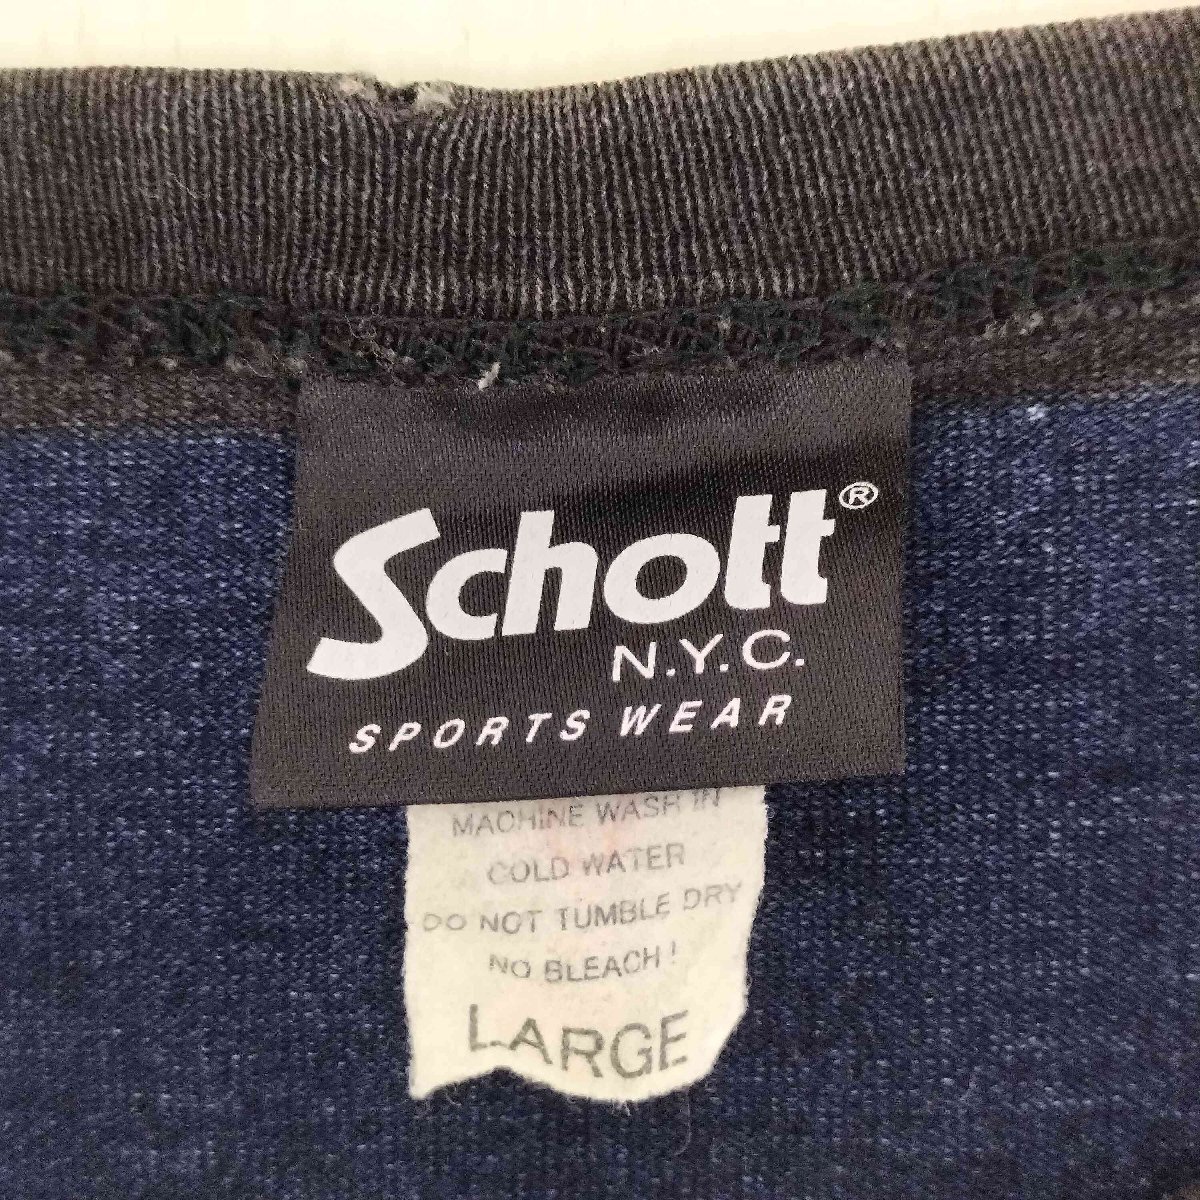 Schott®
N.Y.C.
SPORTS WEAR
MACHINE WASH IN
COLD WATER
DO NOT TUMBLE DRY
NO BLEACH!
LARGE